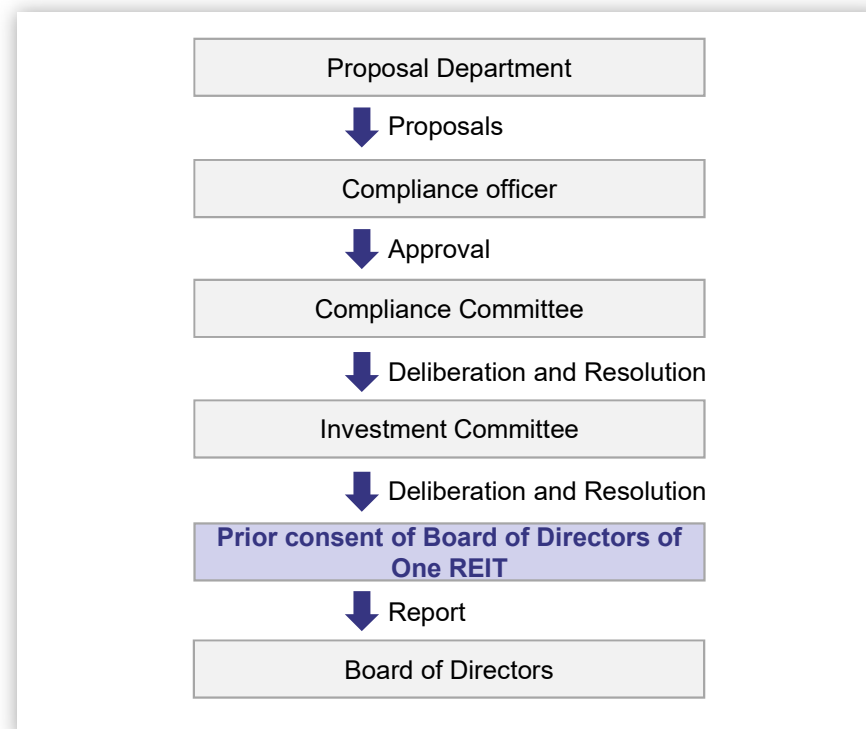 Proposal Department
Proposals
Compliance officer
Approval
Compliance Committee
Deliberation and Resolution
Investment Committee
Deliberation and Resolution
Prior consent of Board of Directors of
One REIT
Report
Board of Directors